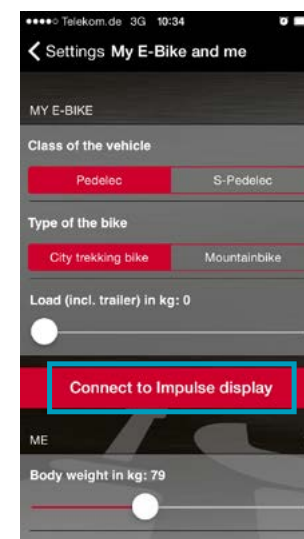 Telekom.de 3G 10:34
Settings My E-Bike and me
MY E-BIKE
Class of the vehicle
Pedelec S-Pedelec
Type of the bike
City trekking bike Mountainbike
Load (incl. trailer) in kg: 0
Connect to Impulse display
ME
Body weight in kg: 79